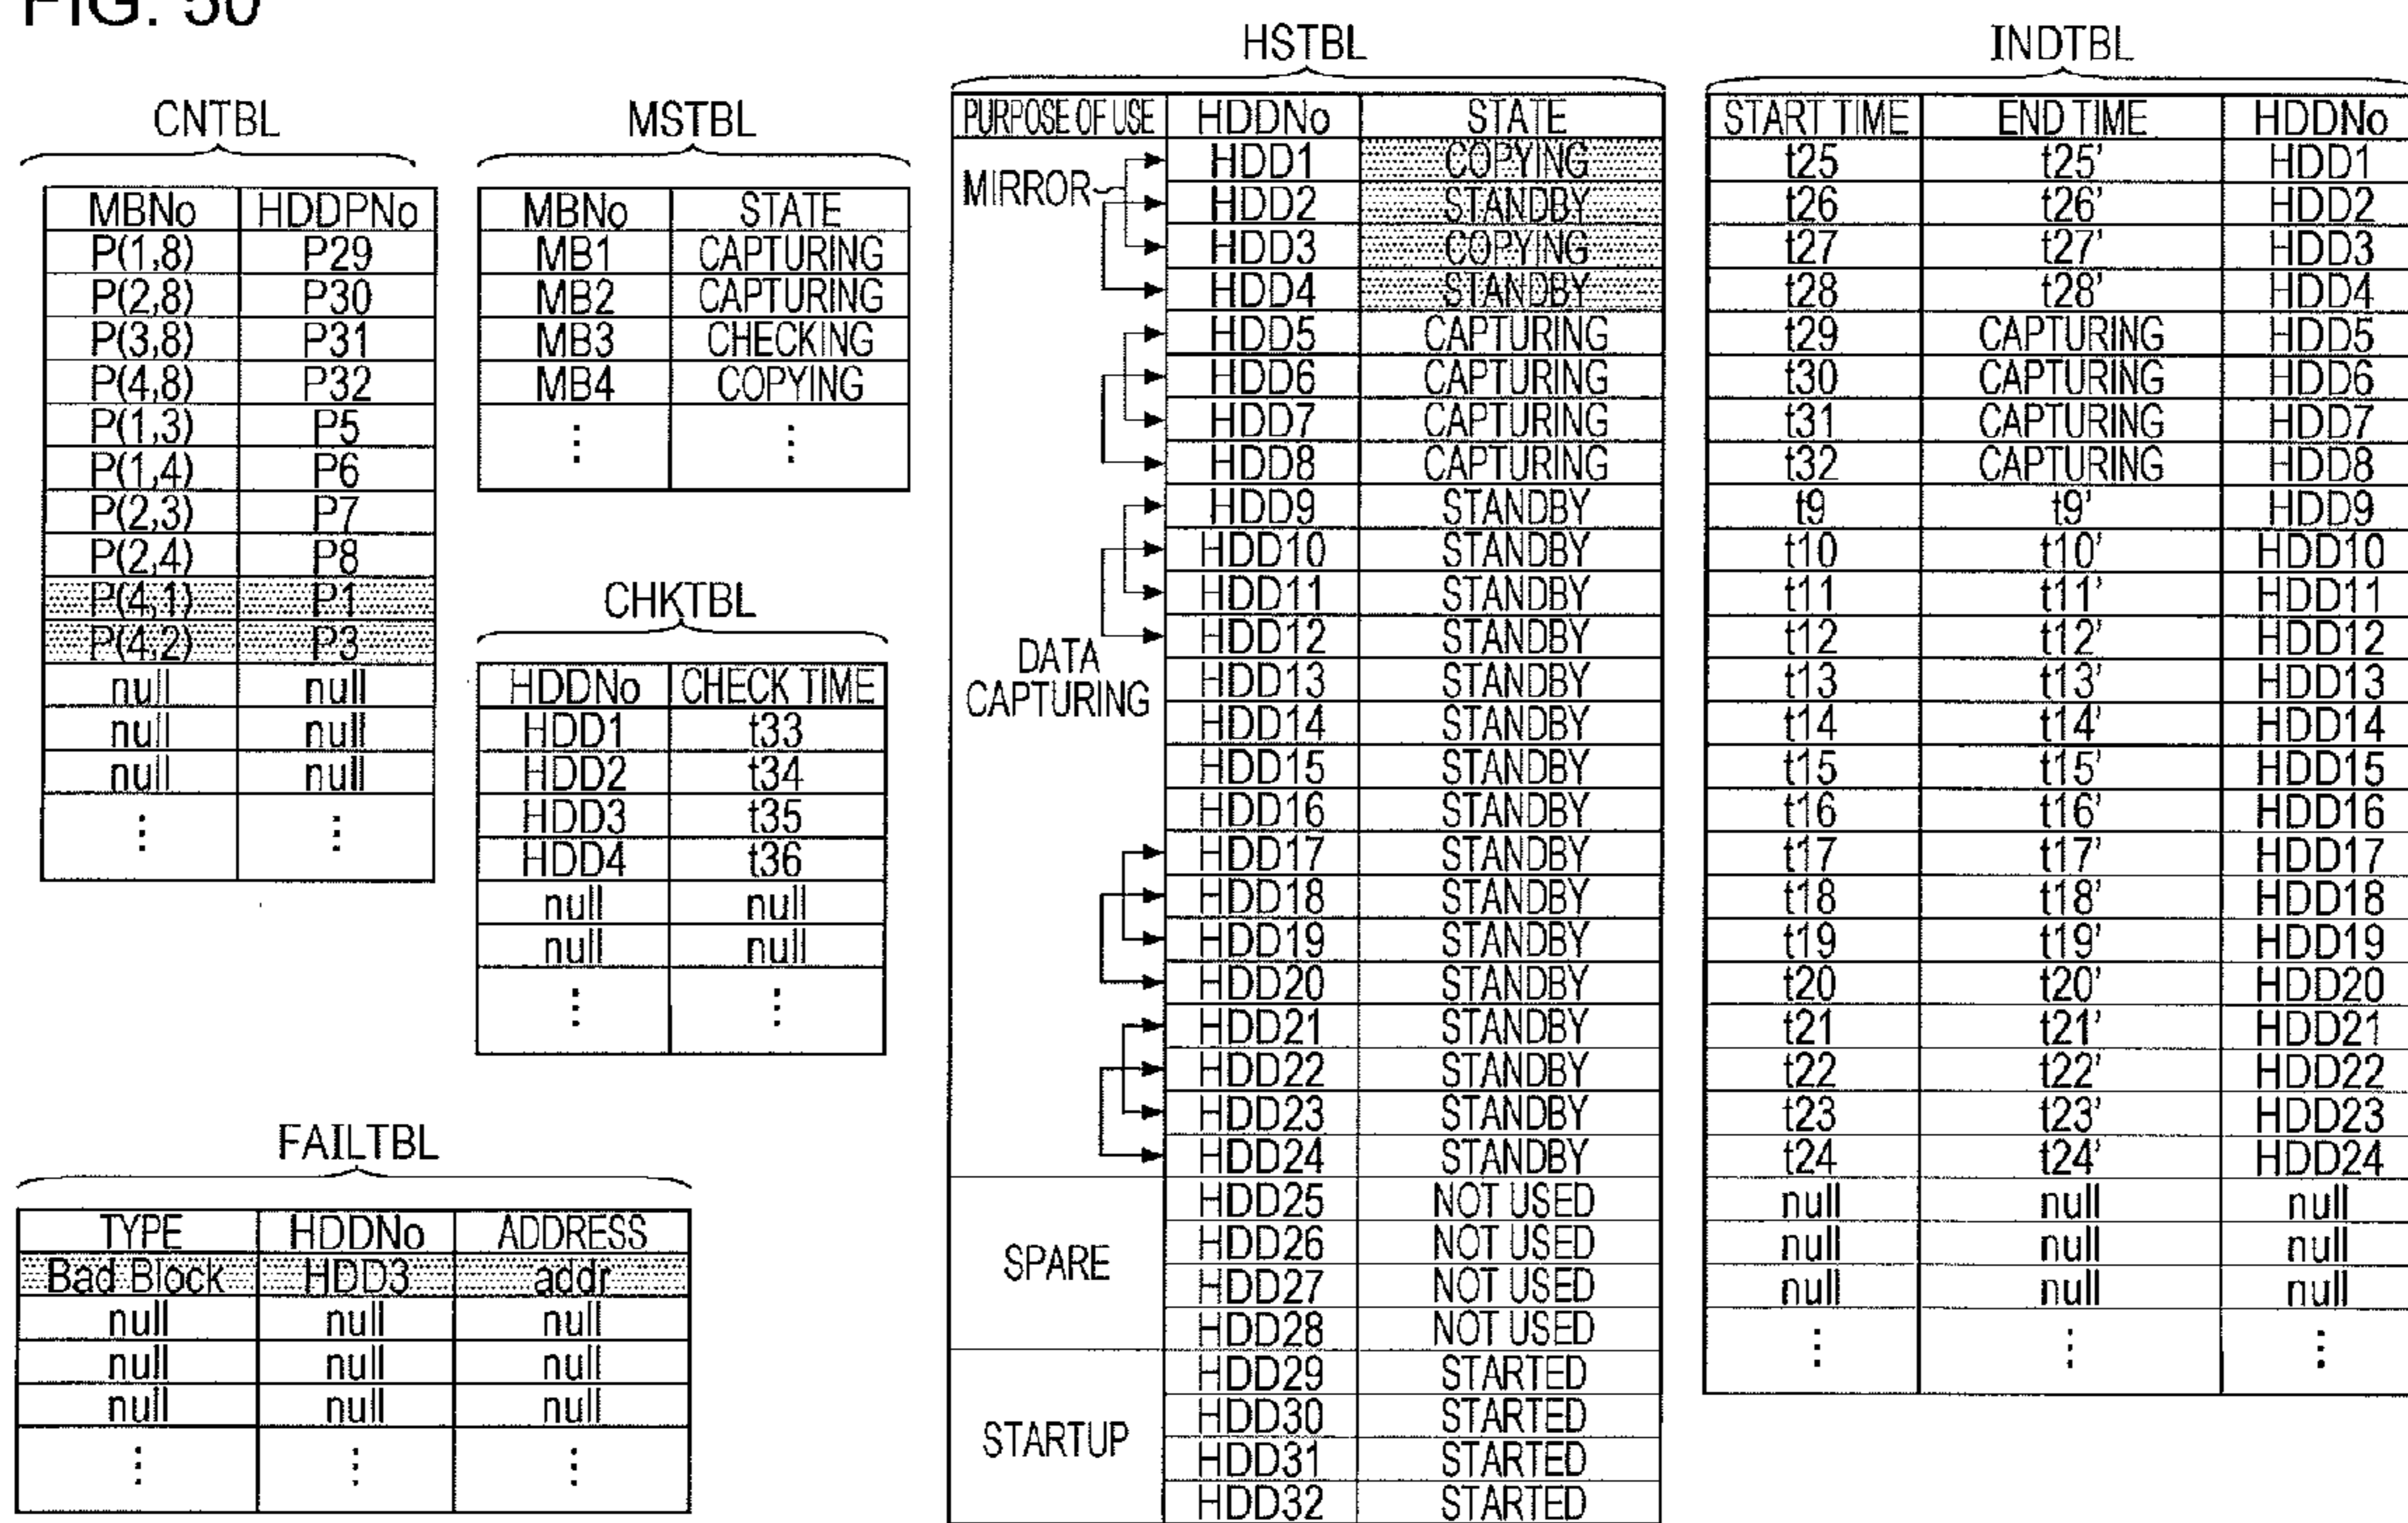 FIG. 50
CNTBL
MBNo HDDPNo
P(1,8) P29
P(2,8) P30
P(3,8) P31
P(4,8) P32
P(1,3) P5
P(1,4) P6
P(2,3) P7
P(2,4) P8
P(4,1) P1
P(4,2) P3
null null
null null
null null
⋮ ⋮
MSTBL
MBNo STATE
MB1 CAPTURING
MB2 CAPTURING
MB3 CHECKING
MB4 COPYING
⋮ ⋮
CHKTBL
HDDNo CHECK TIME
HDD1 t33
HDD2 t34
HDD3 t35
HDD4 t36
null null
null null
⋮ ⋮
FAILTBL
TYPE HDDNo ADDRESS
Bad Block HDD3 addr
null null null
null null null
null null null
⋮ ⋮ ⋮
HSTBL
PURPOSE OF USE HDDNo STATE
MIRROR
DATA
CAPTURING
HDD1 COPYING
HDD2 STANDBY
HDD3 COPYING
HDD4 STANDBY
HDD5 CAPTURING
HDD6 CAPTURING
HDD7 CAPTURING
HDD8 CAPTURING
HDD9 STANDBY
HDD10 STANDBY
HDD11 STANDBY
HDD12 STANDBY
HDD13 STANDBY
HDD14 STANDBY
HDD15 STANDBY
HDD16 STANDBY
HDD17 STANDBY
HDD18 STANDBY
HDD19 STANDBY
HDD20 STANDBY
HDD21 STANDBY
HDD22 STANDBY
HDD23 STANDBY
HDD24 STANDBY
SPARE
HDD25 NOT USED
HDD26 NOT USED
HDD27 NOT USED
HDD28 NOT USED
STARTUP
HDD29 STARTED
HDD30 STARTED
HDD31 STARTED
HDD32 STARTED
INDTBL
START TIME END TIME HDDNo
t25 t25' HDD1
t26 t26' HDD2
t27 t27' HDD3
t28 t28' HDD4
t29 CAPTURING HDD5
t30 CAPTURING HDD6
t31 CAPTURING HDD7
t32 CAPTURING HDD8
t9 t9' HDD9
t10 t10' HDD10
t11 t11' HDD11
t12 t12' HDD12
t13 t13' HDD13
t14 t14' HDD14
t15 t15' HDD15
t16 t16' HDD16
t17 t17' HDD17
t18 t18' HDD18
t19 t19' HDD19
t20 t20' HDD20
t21 t21' HDD21
t22 t22' HDD22
t23 t23' HDD23
t24 t24' HDD24
null null null
null null null
null null null
⋮ ⋮ ⋮